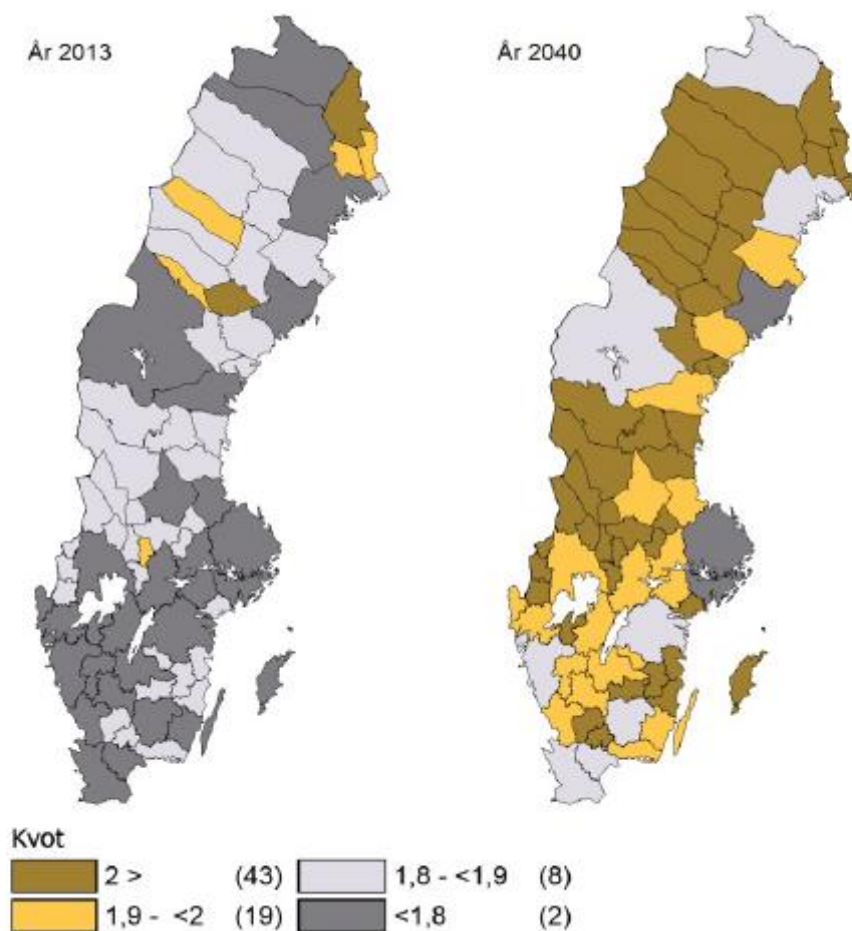 År 2013
År 2040
Kvot
2 > (43) 1,8 - <1,9 (8)
1,9 - <2 (19) <1,8 (2)